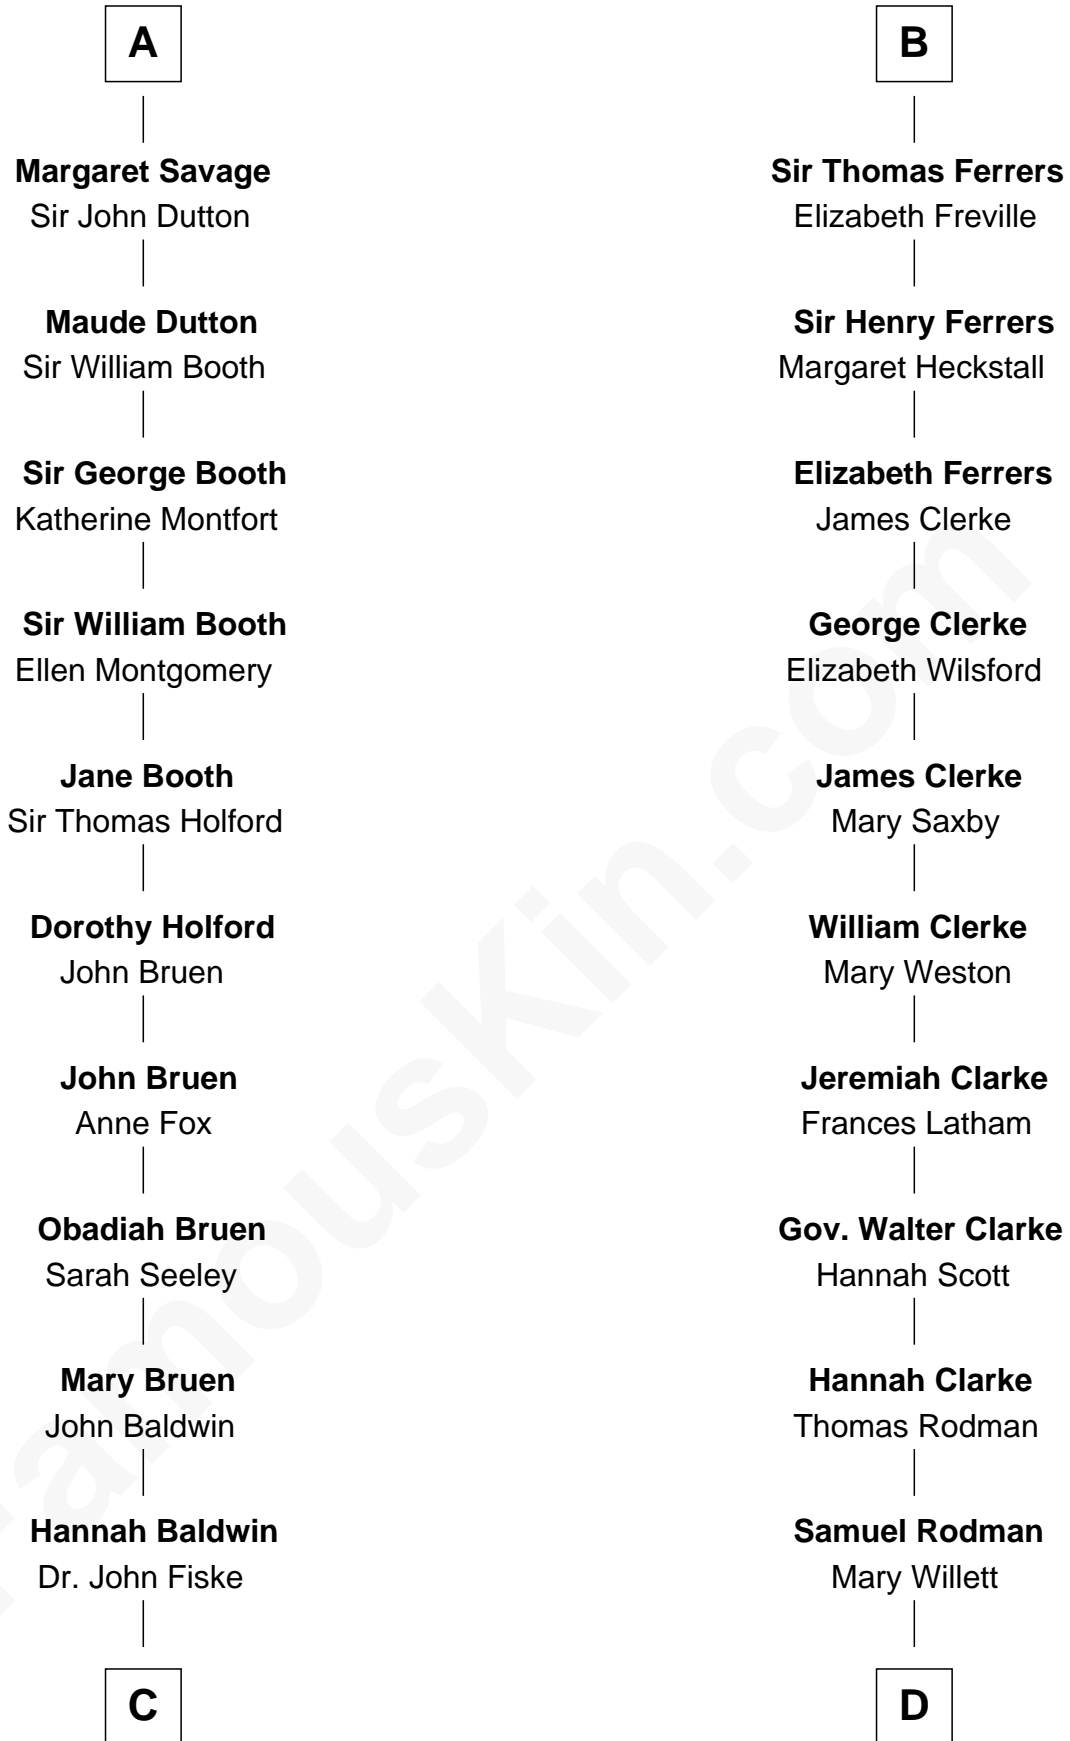 A
Margaret Savage
Sir John Dutton
Maude Dutton
Sir William Booth
Sir George Booth
Katherine Montfort
Sir William Booth
Ellen Montgomery
Jane Booth
Sir Thomas Holford
Dorothy Holford
John Bruen
John Bruen
Anne Fox
Obadiah Bruen
Sarah Seeley
Mary Bruen
John Baldwin
Hannah Baldwin
Dr. John Fiske
C
B
Sir Thomas Ferrers
Elizabeth Freville
Sir Henry Ferrers
Margaret Heckstall
Elizabeth Ferrers
James Clerke
George Clerke
Elizabeth Wilsford
James Clerke
Mary Saxby
William Clerke
Mary Weston
Jeremiah Clarke
Frances Latham
Gov. Walter Clarke
Hannah Scott
Hannah Clarke
Thomas Rodman
Samuel Rodman
Mary Willett
D
FamousKin.com